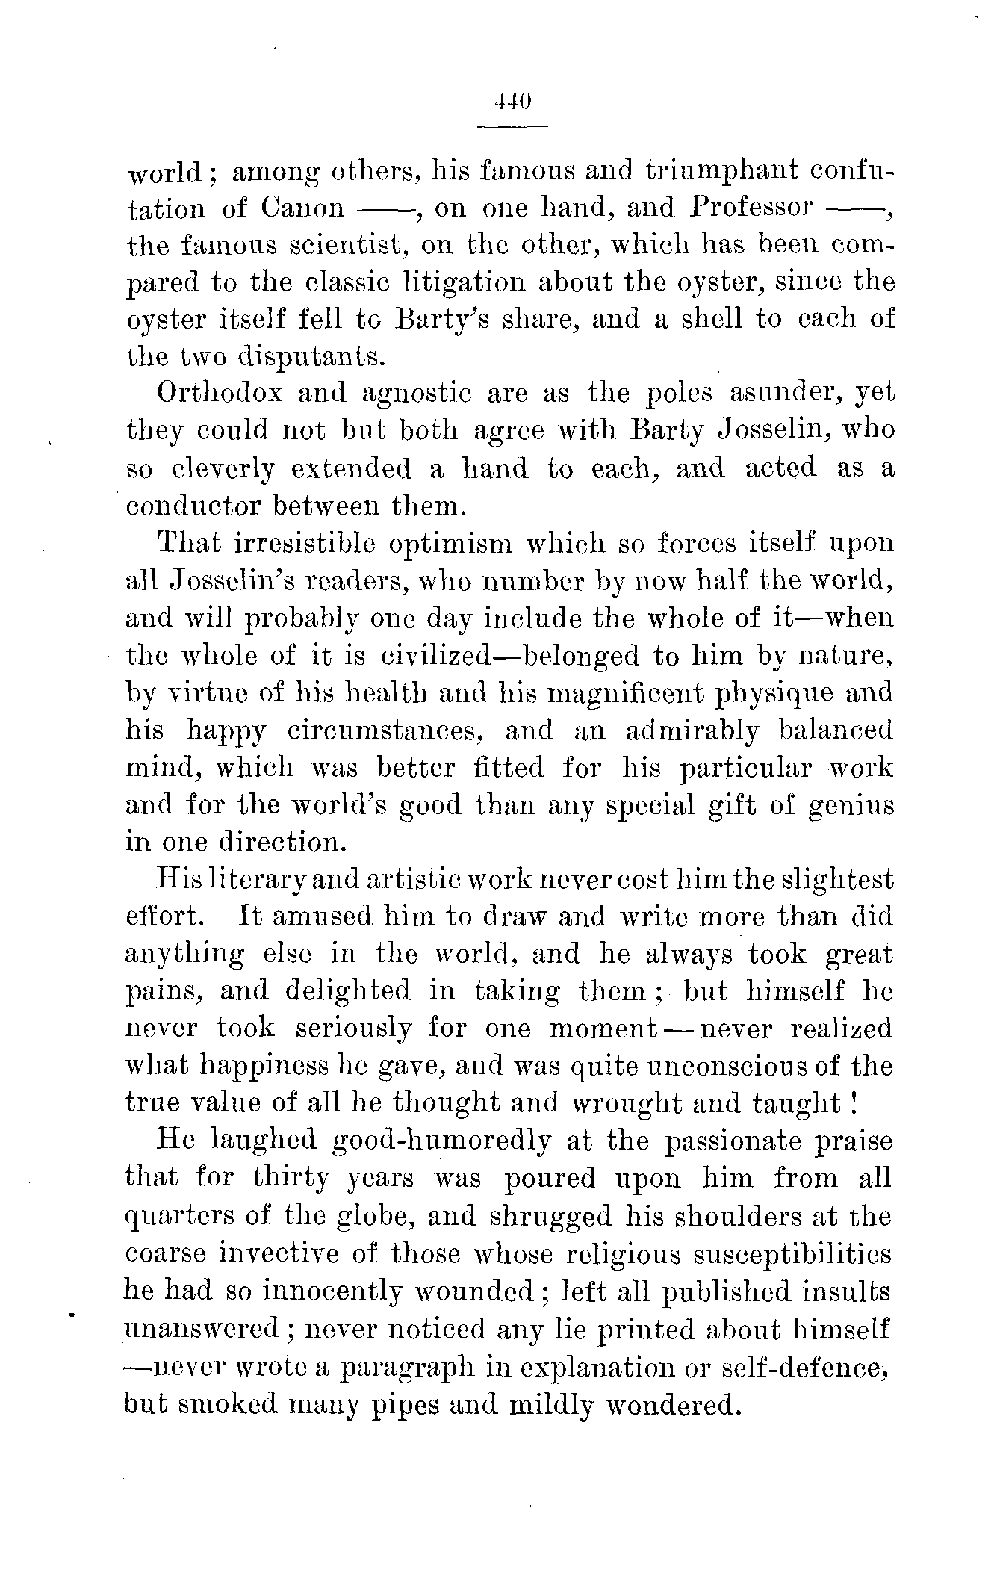 440
world; among others, his famous and triumphant confu-
tation of Canon ——, on one hand, and Professor ——,
the famous scientist, on the other, which has been com-
pared to the classic litigation about the oyster, since the
oyster itself fell to Barty's share, and a shell to each of
the two disputants.
Orthodox and agnostic are as the poles asunder, yet
they could not but both agree with Barty Josselin, who
so cleverly extended a hand to each, and acted as a
conductor between them.
That irresistible optimism which so forces itself upon
all Josselin's readers, who number by now half the world,
and will probably one day include the whole of it—when
the whole of it is civilized—belonged to him by nature,
by virtue of his health and his magnificent physique and
his happy circumstances, and an admirably balanced
mind, which was better fitted for his particular work
and for the world's good than any special gift of genius
in one direction.
His literary and artistic work never cost him the slightest
effort. It amused him to draw and write more than did
anything else in the world, and he always took great
pains, and delighted in taking them; but himself he
never took seriously for one moment—never realized
what happiness he gave, and was quite unconscious of the
true value of all he thought and wrought and taught!
He laughed good-humoredly at the passionate praise
that for thirty years was poured upon him from all
quarters of the globe, and shrugged his shoulders at the
coarse invective of those whose religious susceptibilities
he had so innocently wounded; left all published insults
unanswered; never noticed any lie printed about himself
—never wrote a paragraph in explanation or self-defence,
but smoked many pipes and mildly wondered.